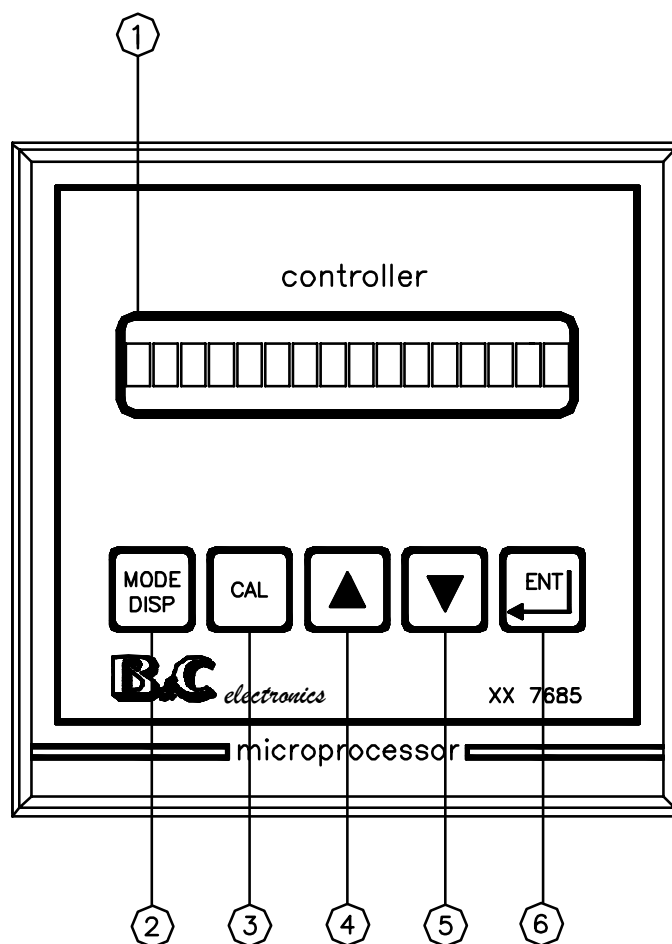 1
controller
MODE
DISP
CAL
ENT
B&C electronics
XX 7685
microprocessor
2 3 4 5 6